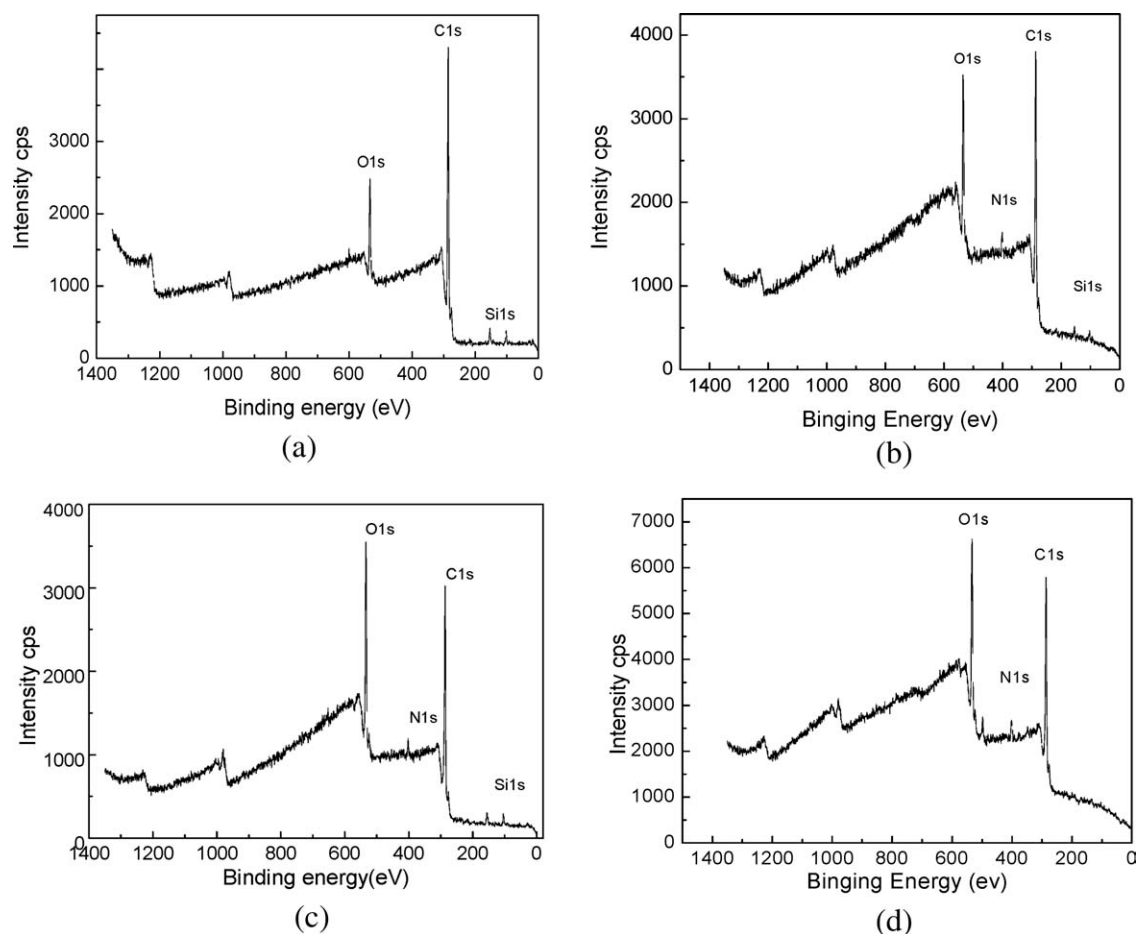 C1s
O1s
Si1s
Intensity cps
4000
3000
2000
1000
0
1400 1200 1000 800 600 400 200 0
Binding energy (eV)
(a)
C1s
O1s
N1s
Si1s
Intensity cps
4000
3000
2000
1000
0
1400 1200 1000 800 600 400 200 0
Binging Energy (ev)
(b)
O1s
C1s
N1s
Si1s
Intensity cps
4000
3000
2000
1000
0
1400 1200 1000 800 600 400 200 0
Binding energy(eV)
(c)
O1s
C1s
N1s
Intensity cps
7000
6000
5000
4000
3000
2000
1000
0
1400 1200 1000 800 600 400 200 0
Binging Energy (ev)
(d)